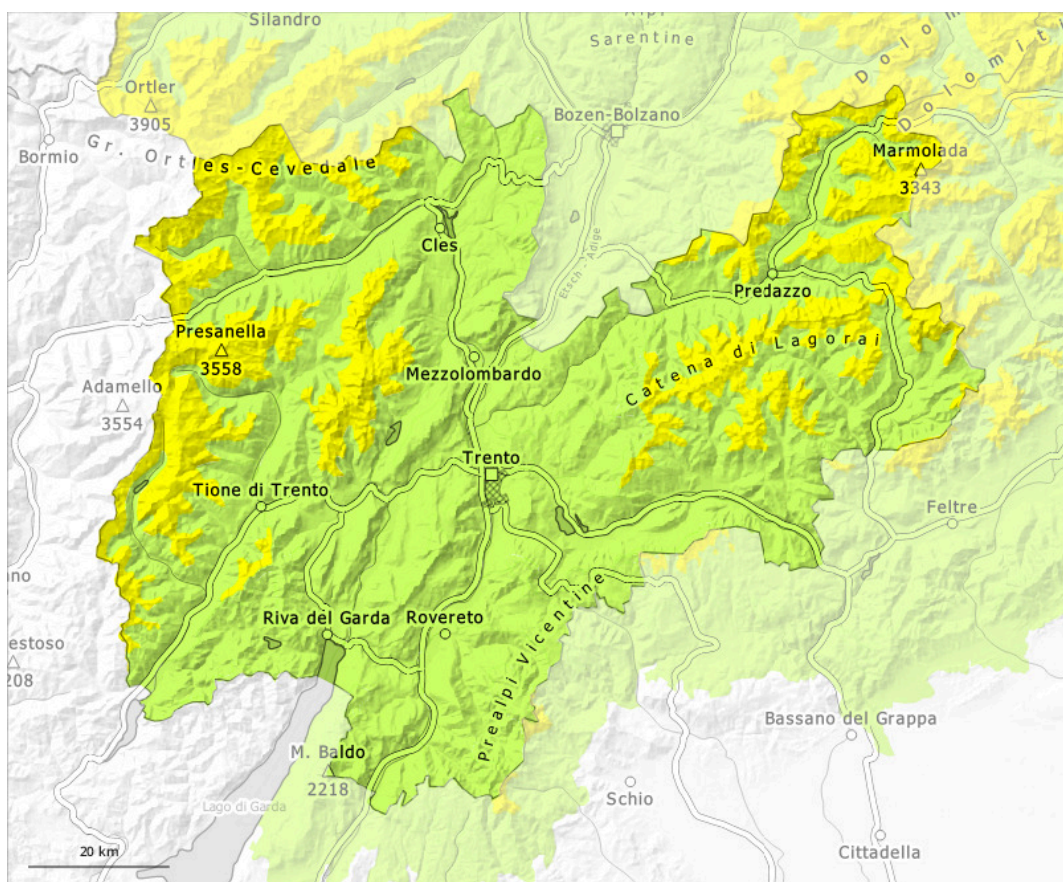 Silandro
Sarentine
Ortler
3905
Bozen-Bolzano
Dolomiti
Bormio
Gr. Ortles-Cevedale
Marmolada
3343
Cles
Etsch - Adige
Predazzo
Presanella
3558
Catena di Lagorai
Mezzolombardo
Adamello
3554
Trento
Tione di Trento
Feltre
Riva del Garda
Rovereto
Prealpi Vicentine
Bassano del Grappa
M. Baldo
2218
Lago di Garda
Schio
20 km
Cittadella